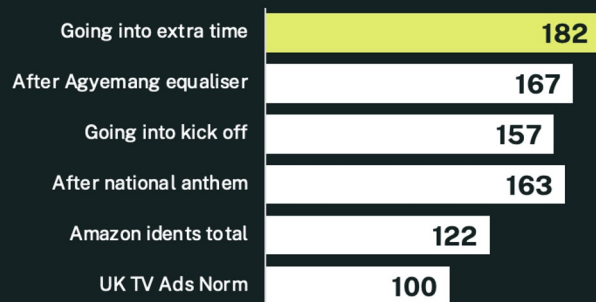 Going into extra time 182
After Agyemang equaliser 167
Going into kick off 157
After national anthem 163
Amazon idents total 122
UK TV Ads Norm 100